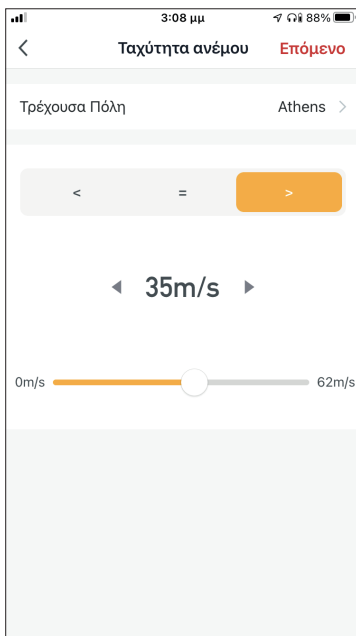 3:08 μμ 88%
Ταχύτητα ανέμου Επόμενο
Τρέχουσα Πόλη Athens >
< = >
35m/s
0m/s 62m/s